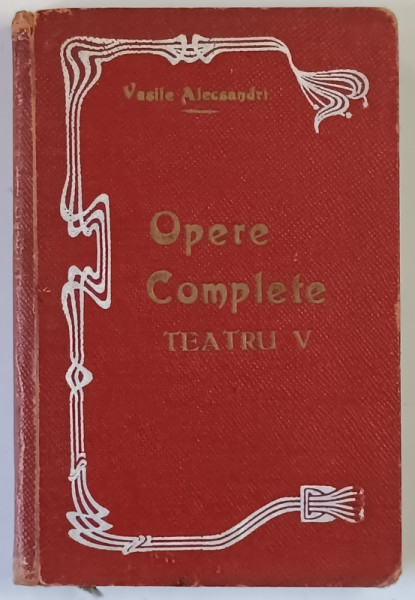 Vasile Alecsandri
Opere
Complete
TEATRU V